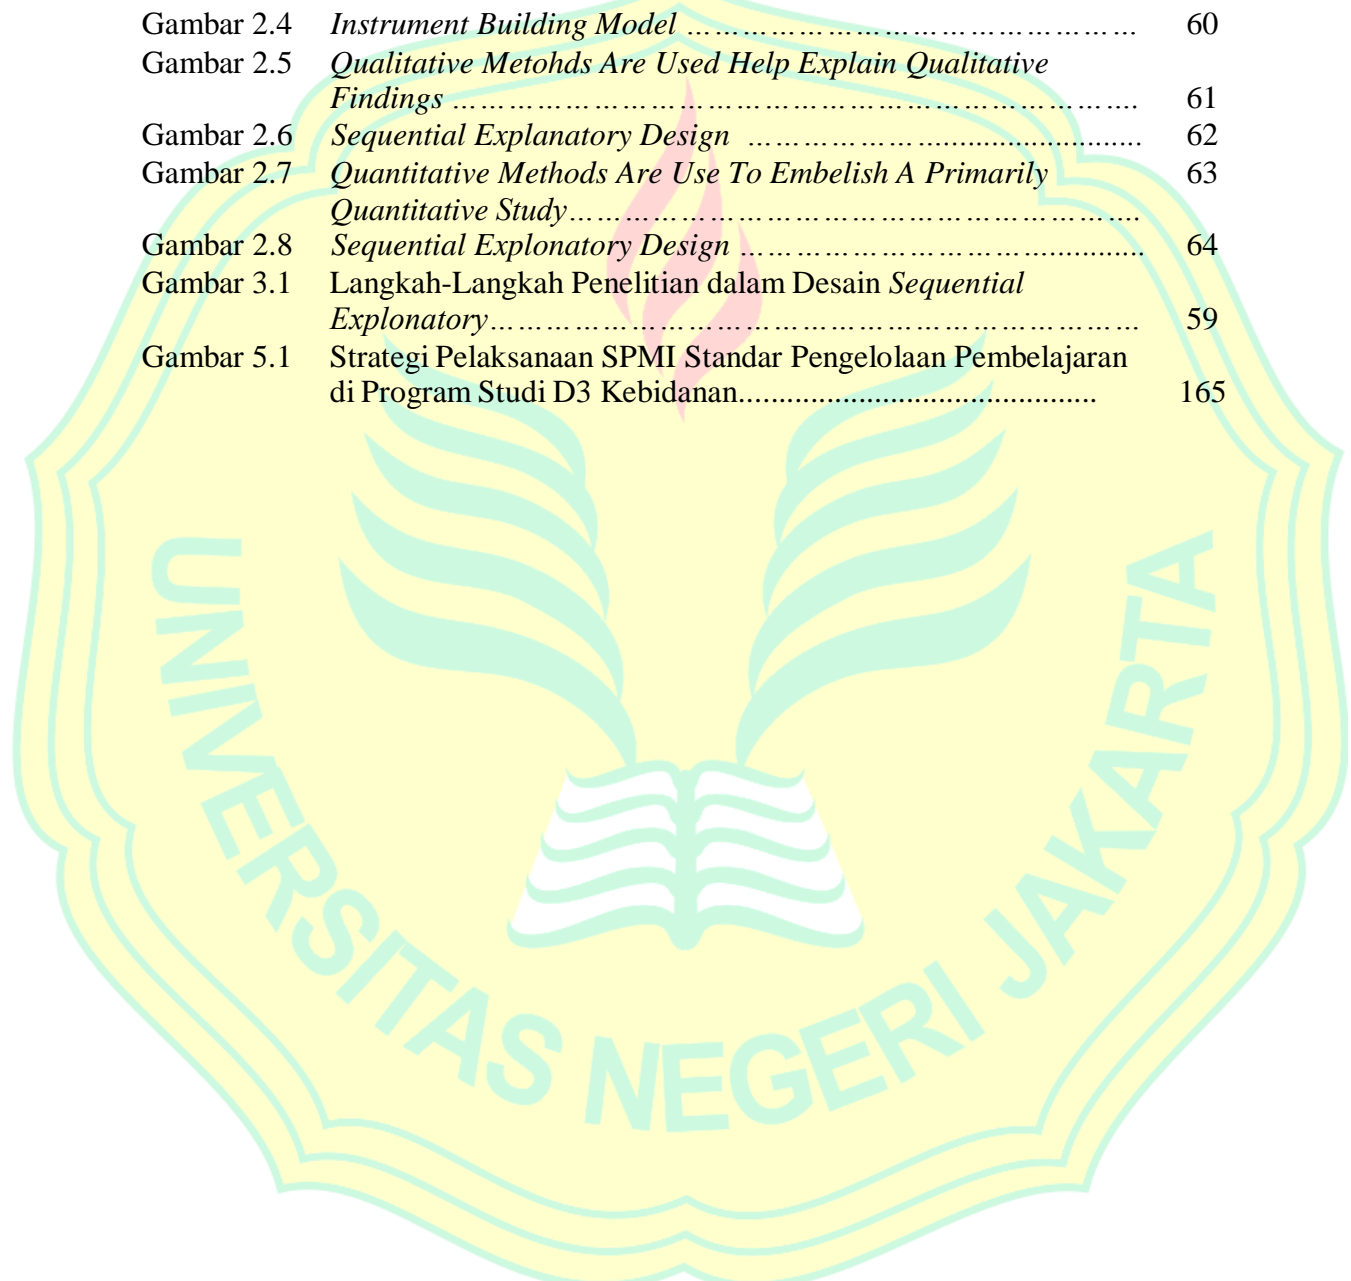 Gambar 2.4 Instrument Building Model ………………………………………… 60
Gambar 2.5 Qualitative Metohds Are Used Help Explain Qualitative
Findings ………………………………………………………………. 61
Gambar 2.6 Sequential Explanatory Design ……………….......................... 62
Gambar 2.7 Quantitative Methods Are Use To Embelish A Primarily 63
Quantitative Study……………………………………………………
Gambar 2.8 Sequential Explonatory Design …………………………............. 64
Gambar 3.1 Langkah-Langkah Penelitian dalam Desain Sequential
Explonatory…………………………………………………………… 59
Gambar 5.1 Strategi Pelaksanaan SPMI Standar Pengelolaan Pembelajaran
di Program Studi D3 Kebidanan............................................ 165
UNIVERSITAS NEGERI JAKARTA